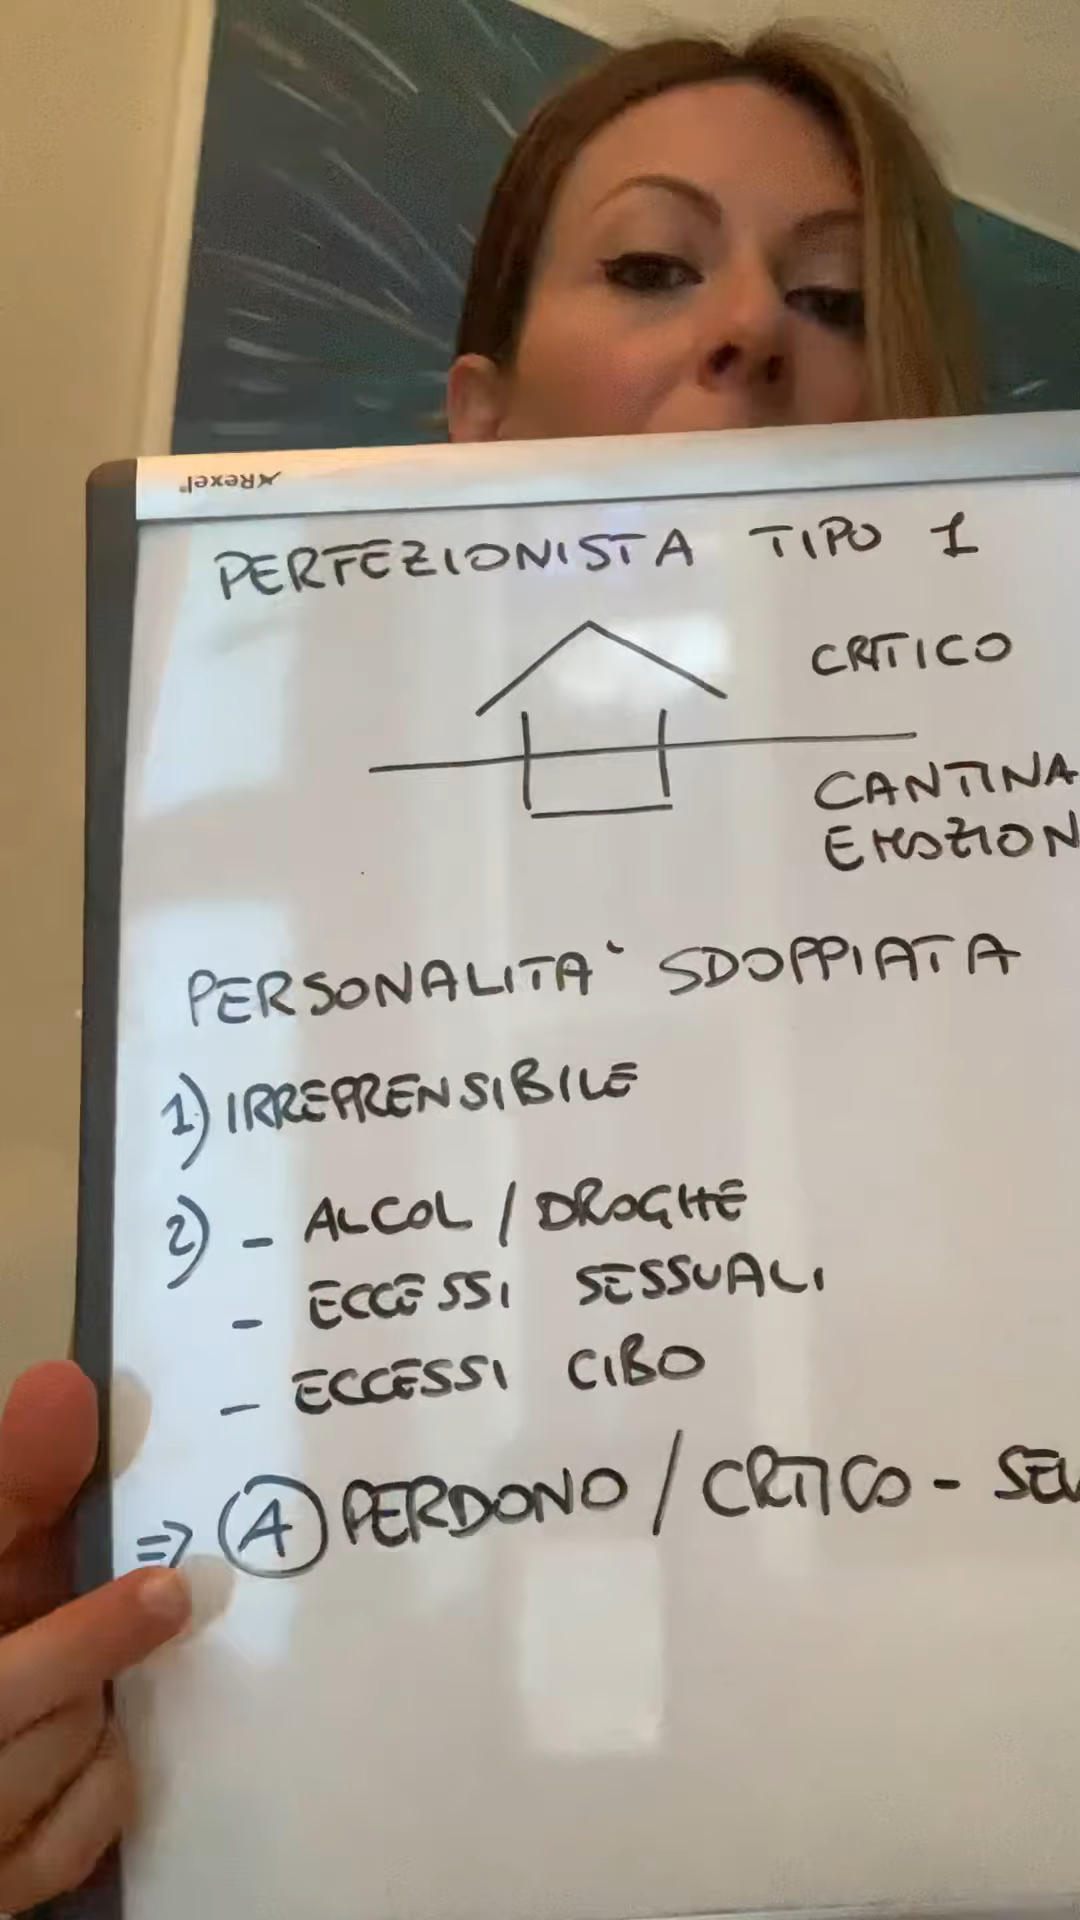 Rexel
PERFEZIONISTA TIPO 1
CRITICO
CANTINA
EMOZION
PERSONALITA' SDOPPIATA
1) IRREPRENSIBILE
2) - ALCOL / DROGHE
- ECCESSI SESSUALI
- ECCESSI CIBO
=> A PERDONO / CRITICO -